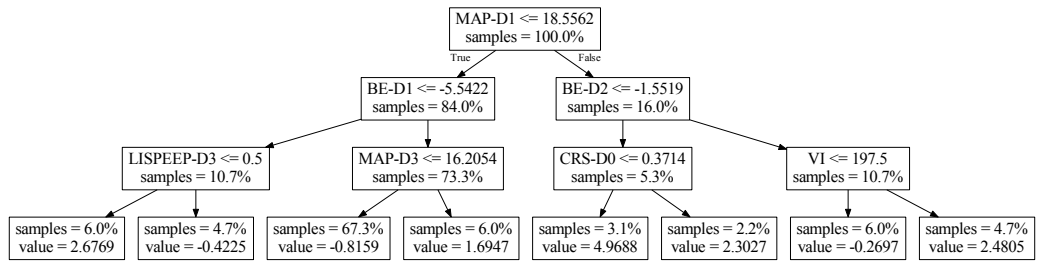 MAP-D1 <= 18.5562
samples = 100.0%
True
False
BE-D1 <= -5.5422
samples = 84.0%
BE-D2 <= -1.5519
samples = 16.0%
LISPEEP-D3 <= 0.5
samples = 10.7%
MAP-D3 <= 16.2054
samples = 73.3%
CRS-D0 <= 0.3714
samples = 5.3%
VI <= 197.5
samples = 10.7%
samples = 6.0%
value = 2.6769
samples = 4.7%
value = -0.4225
samples = 67.3%
value = -0.8159
samples = 6.0%
value = 1.6947
samples = 3.1%
value = 4.9688
samples = 2.2%
value = 2.3027
samples = 6.0%
value = -0.2697
samples = 4.7%
value = 2.4805